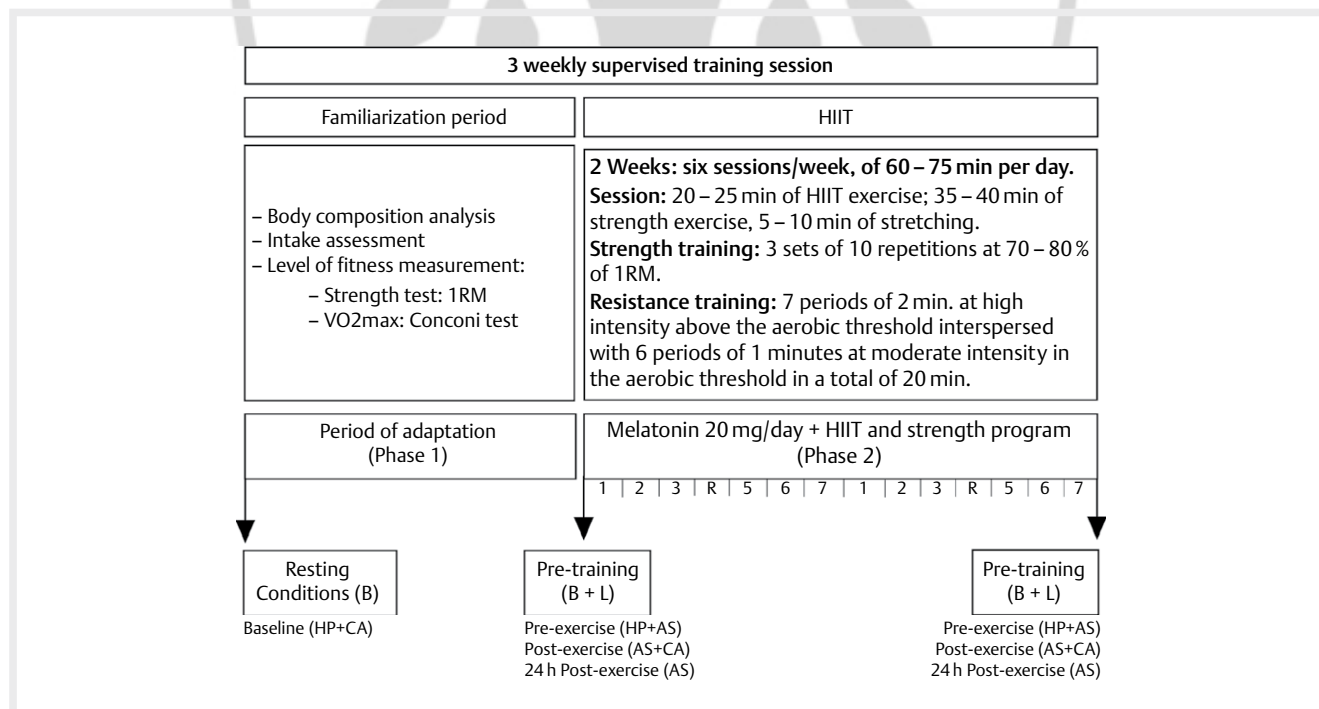 3 weekly supervised training session
Familiarization period
HIIT
– Body composition analysis
– Intake assessment
– Level of fitness measurement:
– Strength test: 1RM
– VO2max: Conconi test
2 Weeks: six sessions/week, of 60 – 75 min per day.
Session: 20 – 25 min of HIIT exercise; 35 – 40 min of
strength exercise, 5 – 10 min of stretching.
Strength training: 3 sets of 10 repetitions at 70 – 80 %
of 1RM.
Resistance training: 7 periods of 2 min. at high
intensity above the aerobic threshold interspersed
with 6 periods of 1 minutes at moderate intensity in
the aerobic threshold in a total of 20 min.
Period of adaptation
(Phase 1)
Melatonin 20 mg/day + HIIT and strength program
(Phase 2)
1 2 3 R 5 6 7 1 2 3 R 5 6 7
Resting
Conditions (B)
Baseline (HP+CA)
Pre-training
(B + L)
Pre-exercise (HP+AS)
Post-exercise (AS+CA)
24 h Post-exercise (AS)
Pre-training
(B + L)
Pre-exercise (HP+AS)
Post-exercise (AS+CA)
24 h Post-exercise (AS)